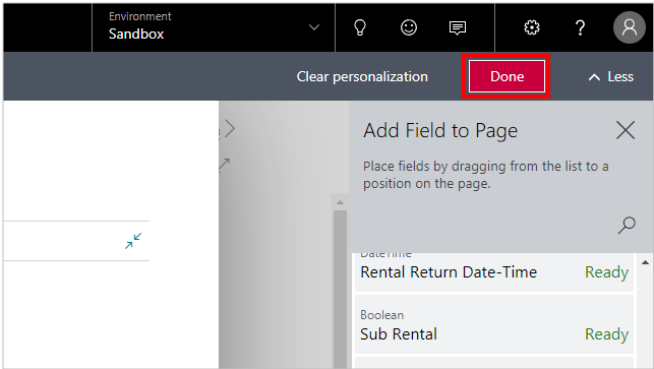 Environment
Sandbox
?
Clear personalization
Done
Less
Add Field to Page
Place fields by dragging from the list to a
position on the page.
DateTime
Rental Return Date-Time Ready
Boolean
Sub Rental Ready